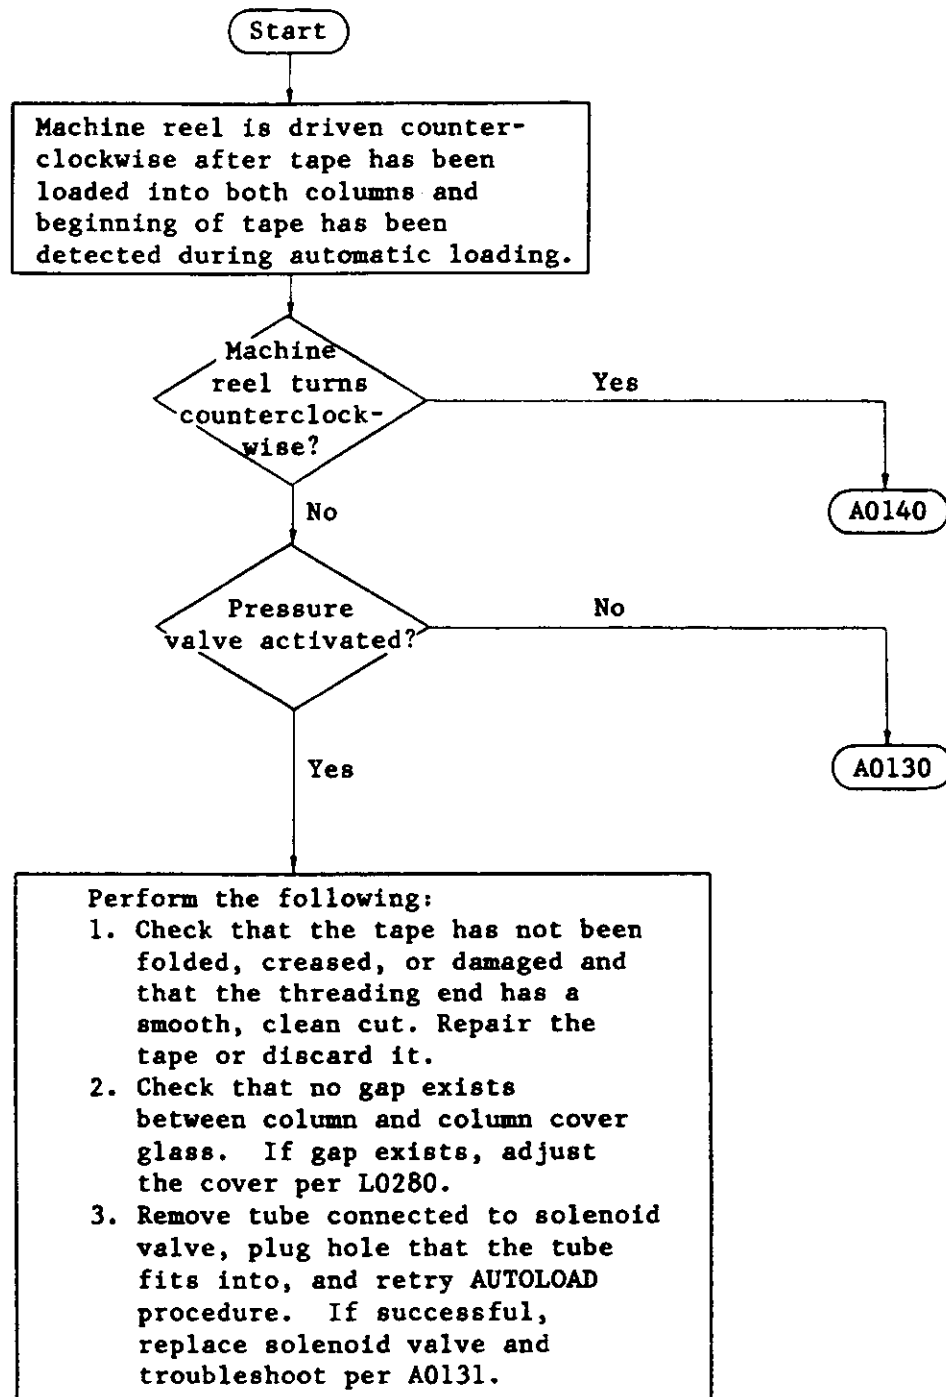 Start
Machine reel is driven counter-
clockwise after tape has been
loaded into both columns and
beginning of tape has been
detected during automatic loading.
Machine
reel turns
counterclock-
wise?
Yes
A0140
No
Pressure
valve activated?
No
A0130
Yes
Perform the following:
1. Check that the tape has not been
folded, creased, or damaged and
that the threading end has a
smooth, clean cut. Repair the
tape or discard it.
2. Check that no gap exists
between column and column cover
glass. If gap exists, adjust
the cover per L0280.
3. Remove tube connected to solenoid
valve, plug hole that the tube
fits into, and retry AUTOLOAD
procedure. If successful,
replace solenoid valve and
troubleshoot per A0131.